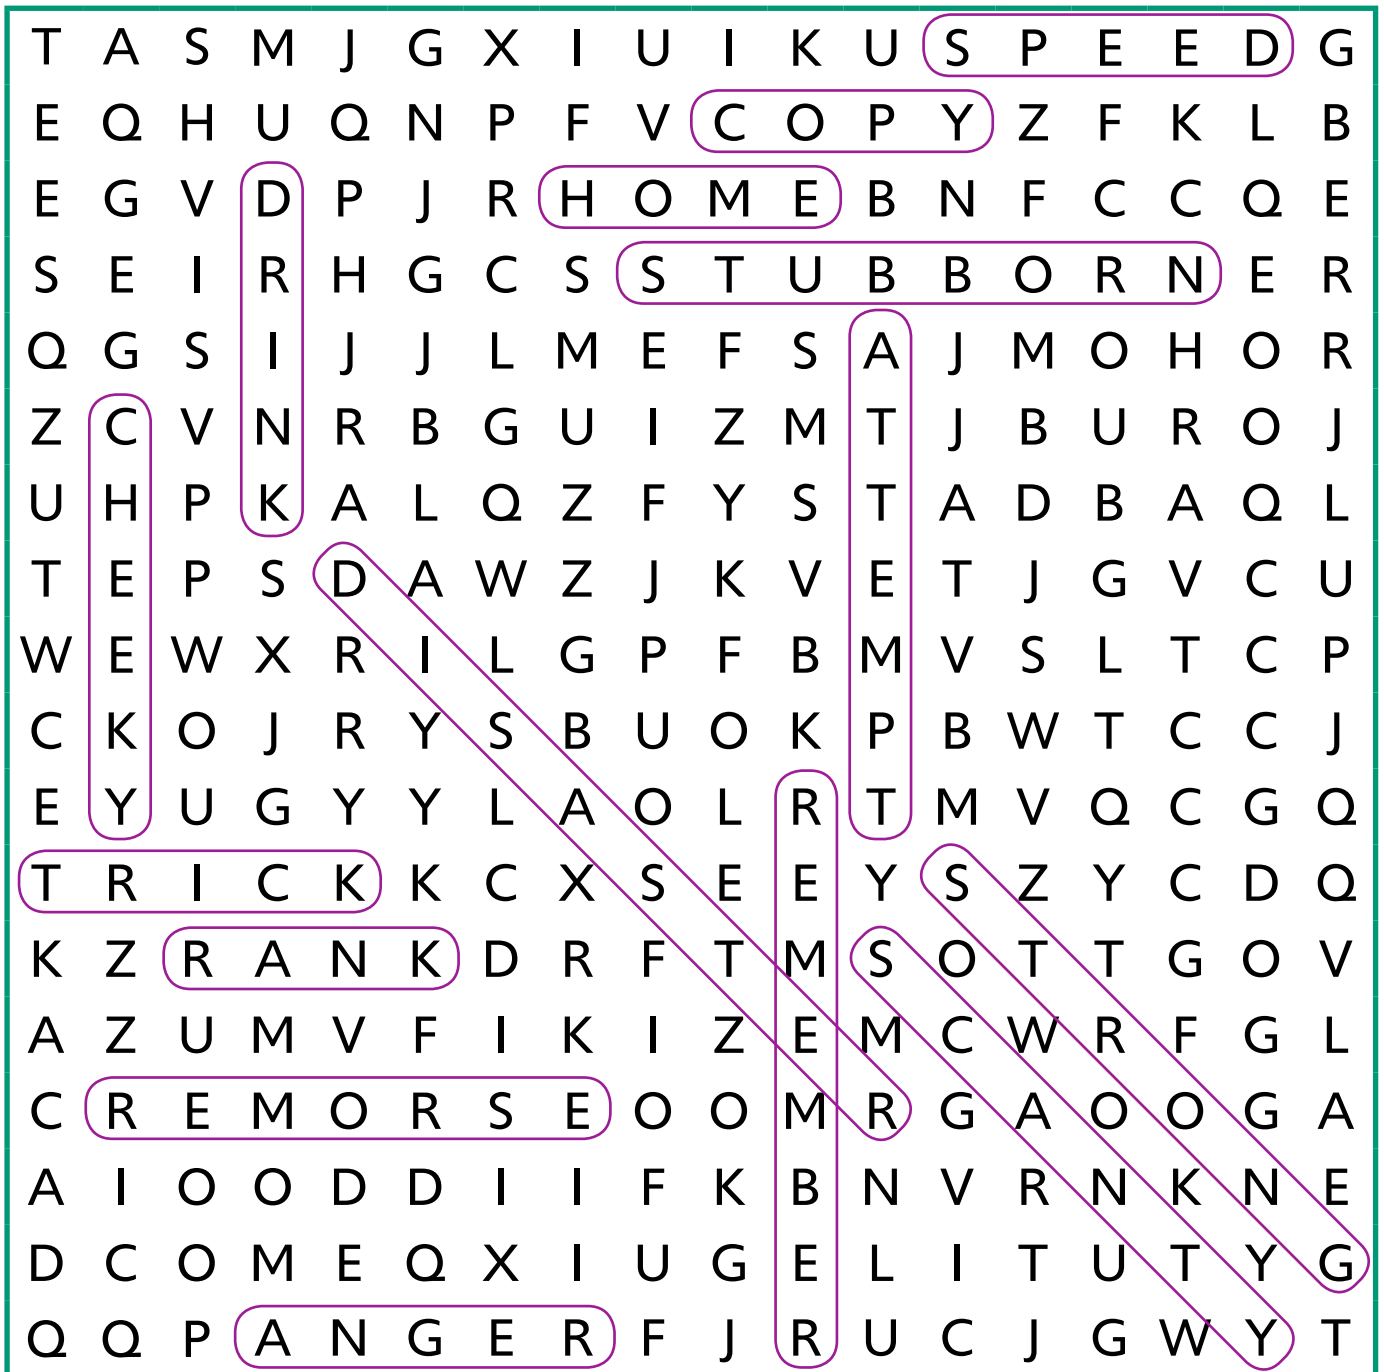 T A S M J G X I U I K U S P E E D G
E Q H U Q N P F V C O P Y Z F K L B
E G V D P J R H O M E B N F C C Q E
S E I R H G C S S T U B B O R N E R
Q G S I J J L M E F S A J M O H O R
Z C V N R B G U I Z M T J B U R O J
U H P K A L Q Z F Y S T A D B A Q L
T E P S D A W Z J K V E T J G V C U
W E W X R I L G P F B M V S L T C P
C K O J R Y S B U O K P B W T C C J
E Y U G Y Y L A O L R T M V Q C G Q
T R I C K K C X S E E Y S Z Y C D Q
K Z R A N K D R F T M S O T T G O V
A Z U M V F I K I Z E M C W R F G L
C R E M O R S E O O M R G A O O G A
A I O O D D I I F K B N V R N K N E
D C O M E Q X I U G E L I T U T Y G
Q Q P A N G E R F J R U C J G W Y T